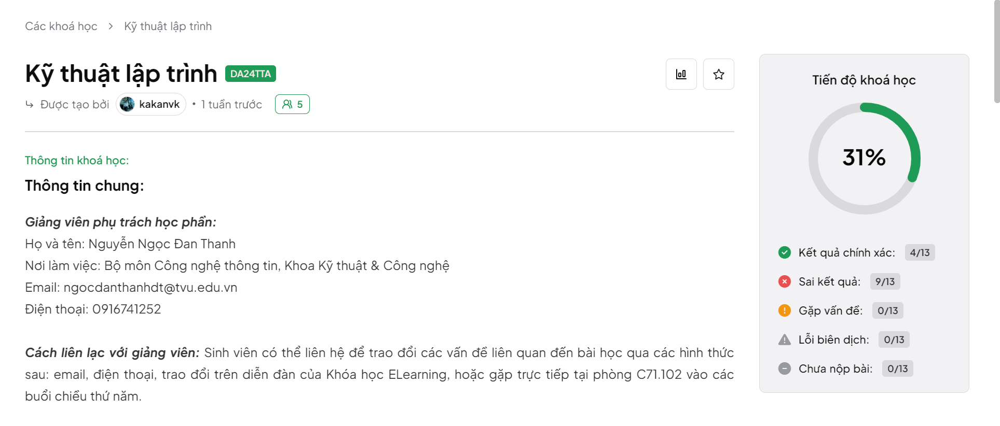 Các khoá học > Kỹ thuật lập trình
Kỹ thuật lập trình DA24TTA
Được tạo bởi kakanvk • 1 tuần trước 5
Thông tin khoá học:
Thông tin chung:
Giảng viên phụ trách học phần:
Họ và tên: Nguyễn Ngọc Đan Thanh
Nơi làm việc: Bộ môn Công nghệ thông tin, Khoa Kỹ thuật & Công nghệ
Email: ngocdanthanhdt@tvu.edu.vn
Điện thoại: 0916741252
Cách liên lạc với giảng viên: Sinh viên có thể liên hệ để trao đổi các vấn đề liên quan đến bài học qua các hình thức
sau: email, điện thoại, trao đổi trên diễn đàn của Khóa học ELearning, hoặc gặp trực tiếp tại phòng C71.102 vào các
buổi chiều thứ năm.
Tiến độ khoá học
31%
Kết quả chính xác: 4/13
Sai kết quả: 9/13
Gặp vấn đề: 0/13
Lỗi biên dịch: 0/13
Chưa nộp bài: 0/13